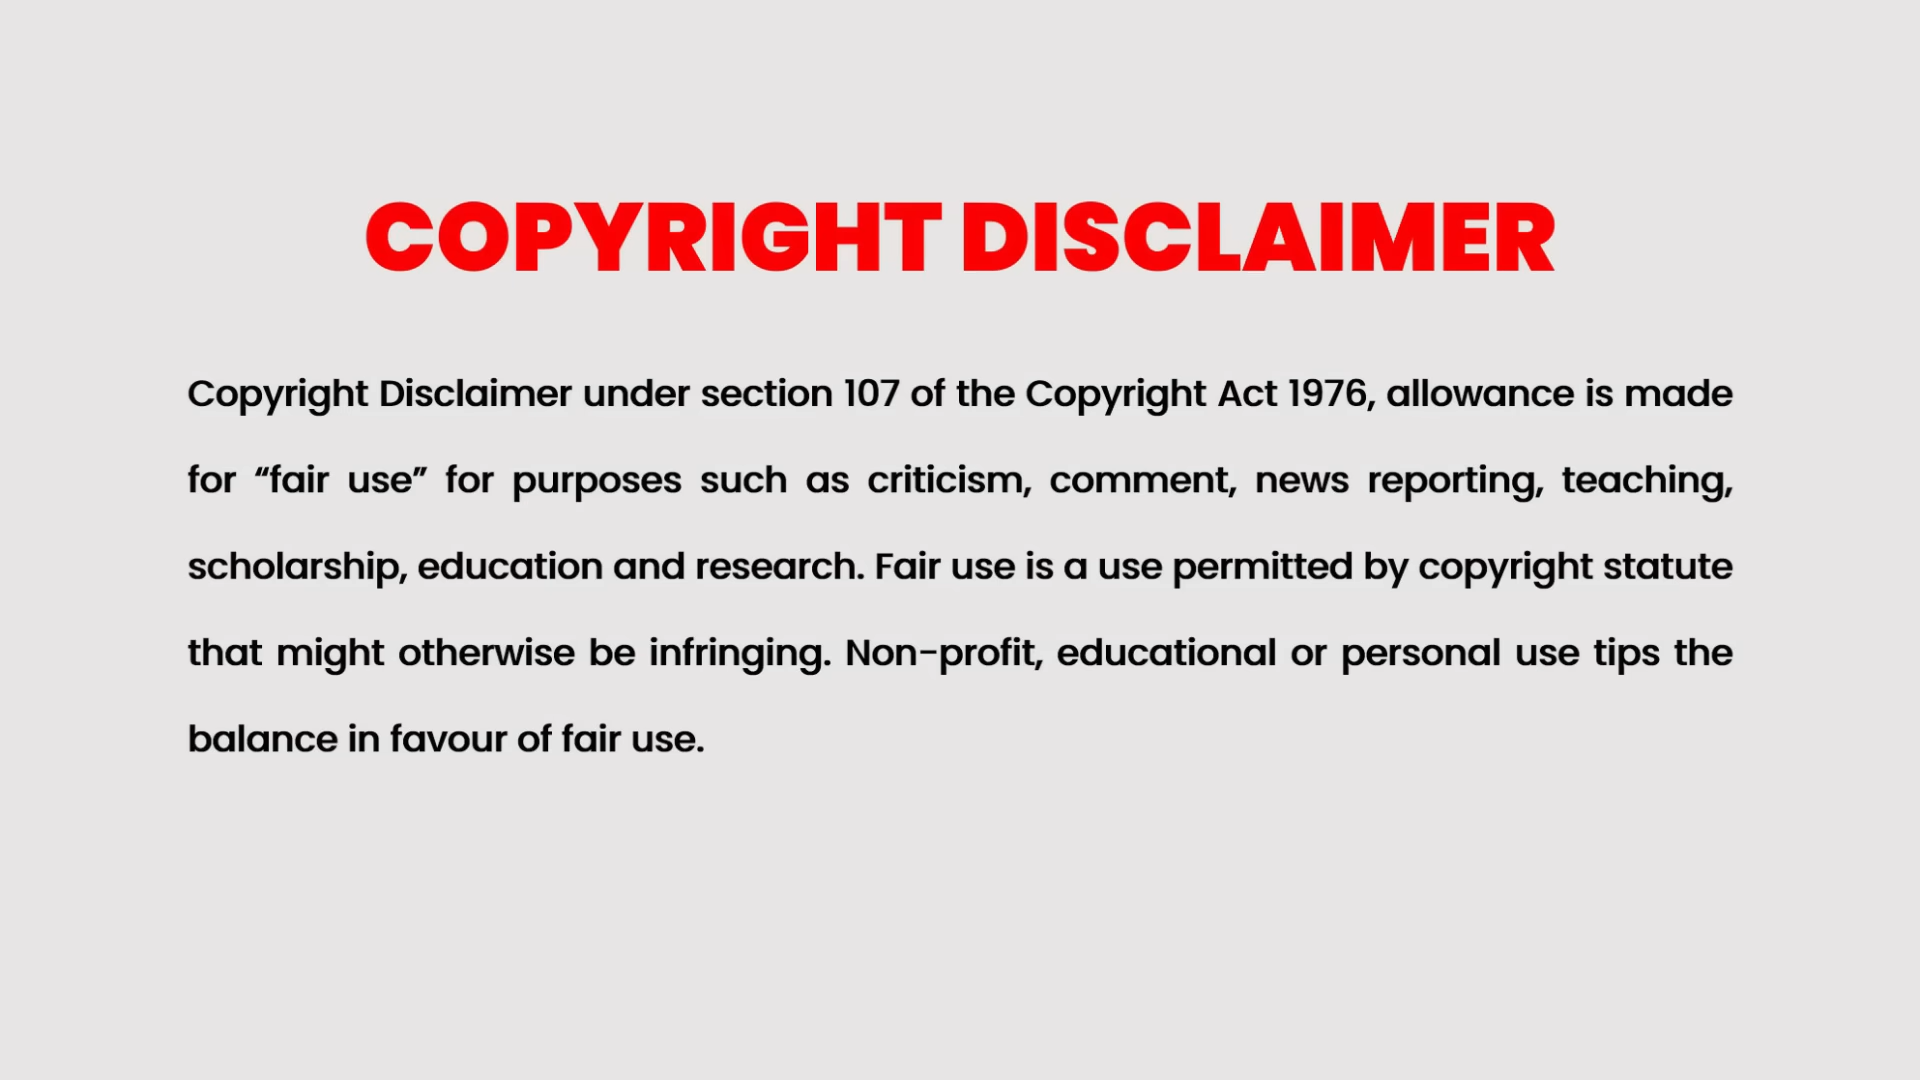 COPYRIGHT DISCLAIMER
Copyright Disclaimer under section 107 of the Copyright Act 1976, allowance is made
for “fair use” for purposes such as criticism, comment, news reporting, teaching,
scholarship, education and research. Fair use is a use permitted by copyright statute
that might otherwise be infringing. Non-profit, educational or personal use tips the
balance in favour of fair use.